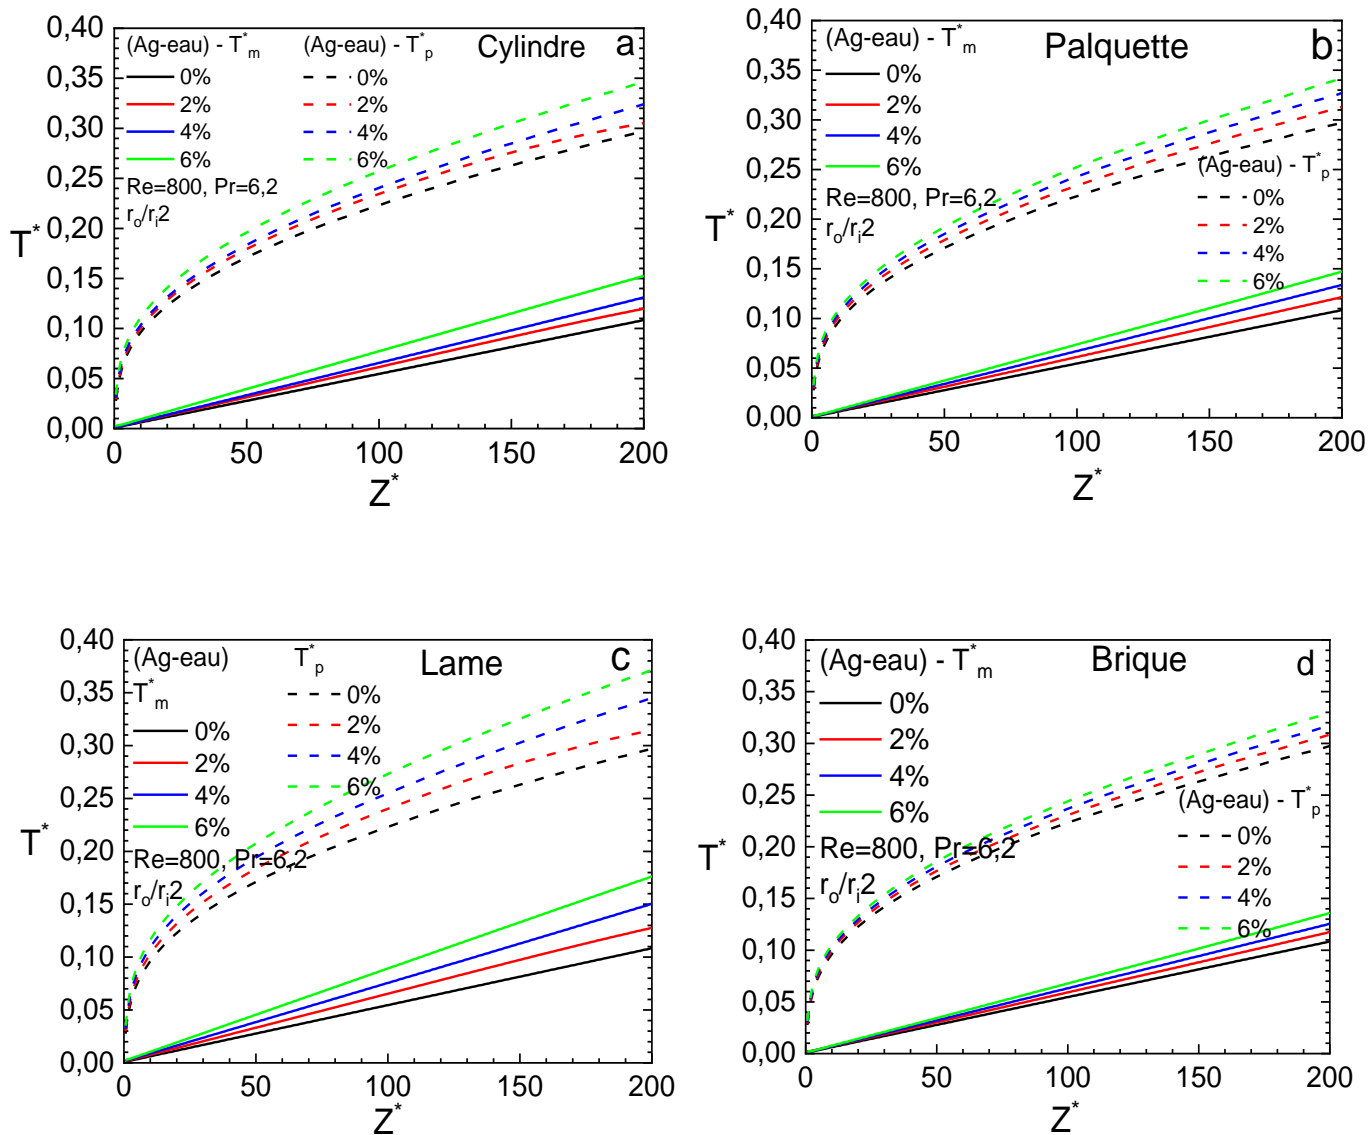 (Ag-eau) - T*m
(Ag-eau) - T*p
Cylindre
a
0%
2%
4%
6%
0%
2%
4%
6%
Re=800, Pr=6,2
ro/ri2
0,40
0,35
0,30
0,25
0,20
0,15
0,10
0,05
0,00
T*
0
50
100
150
200
Z*
(Ag-eau) - T*m
Palquette
b
0%
2%
4%
6%
Re=800, Pr=6,2
ro/ri2
(Ag-eau) - T*p
0%
2%
4%
6%
0,40
0,35
0,30
0,25
0,20
0,15
0,10
0,05
0,00
T*
0
50
100
150
200
Z*
(Ag-eau)
T*m
T*p
Lame
c
0%
2%
4%
6%
0%
2%
4%
6%
Re=800, Pr=6,2
ro/ri2
0,40
0,35
0,30
0,25
0,20
0,15
0,10
0,05
0,00
T*
0
50
100
150
200
Z*
(Ag-eau) - T*m
Brique
d
0%
2%
4%
6%
Re=800, Pr=6,2
ro/ri2
(Ag-eau) - T*p
0%
2%
4%
6%
0,40
0,35
0,30
0,25
0,20
0,15
0,10
0,05
0,00
T*
0
50
100
150
200
Z*